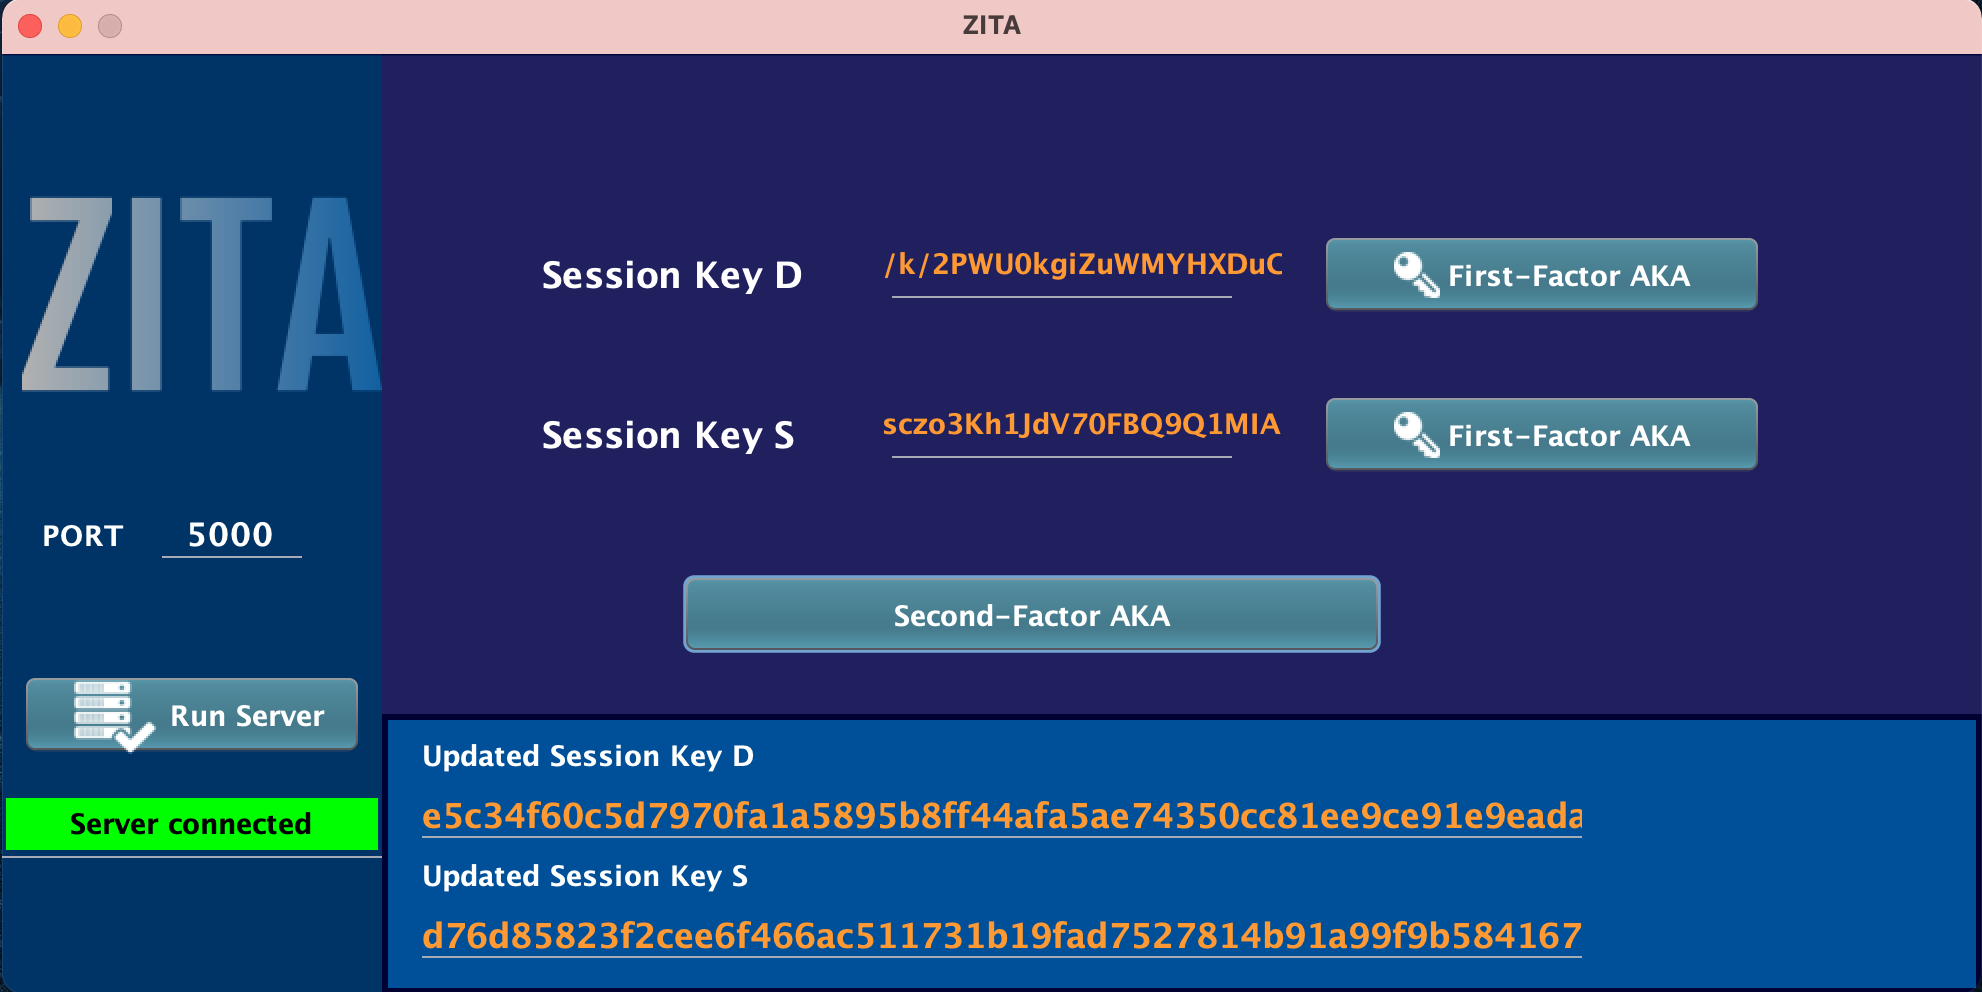 ZITA
ZITA
Session Key D
/k/2PWU0kgiZuWMYHXDuC
First-Factor AKA
Session Key S
sczo3Kh1JdV70FBQ9Q1MIA
First-Factor AKA
PORT
5000
Second-Factor AKA
Run Server
Server connected
Updated Session Key D
e5c34f60c5d7970fa1a5895b8ff44afa5ae74350cc81ee9ce91e9eada
Updated Session Key S
d76d85823f2cee6f466ac511731b19fad7527814b91a99f9b584167